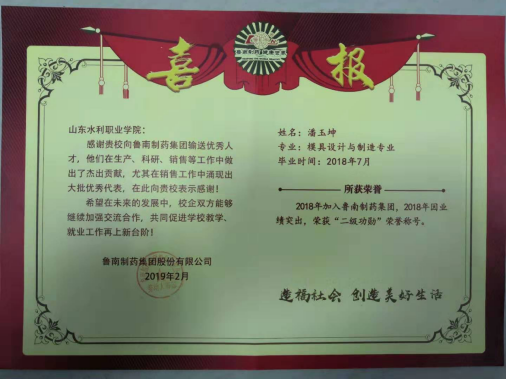 喜报
山东水利职业学院：
感谢贵校向鲁南制药集团输送优秀人
才，他们在生产、科研、销售等工作中做
出了杰出贡献，尤其在销售工作中涌现出
大批优秀代表，在此向贵校表示感谢！
希望在未来的发展中，校企双方能够
继续加强交流合作，共同促进学校教学、
就业工作再上新台阶！
鲁南制药集团股份有限公司
2019年2月
姓名：潘玉坤
专业：模具设计与制造专业
毕业时间：2018年7月
所获荣誉
2018年加入鲁南制药集团，2018年因业
绩突出，荣获“二级功勋”荣誉称号。
造福社会 创造美好生活